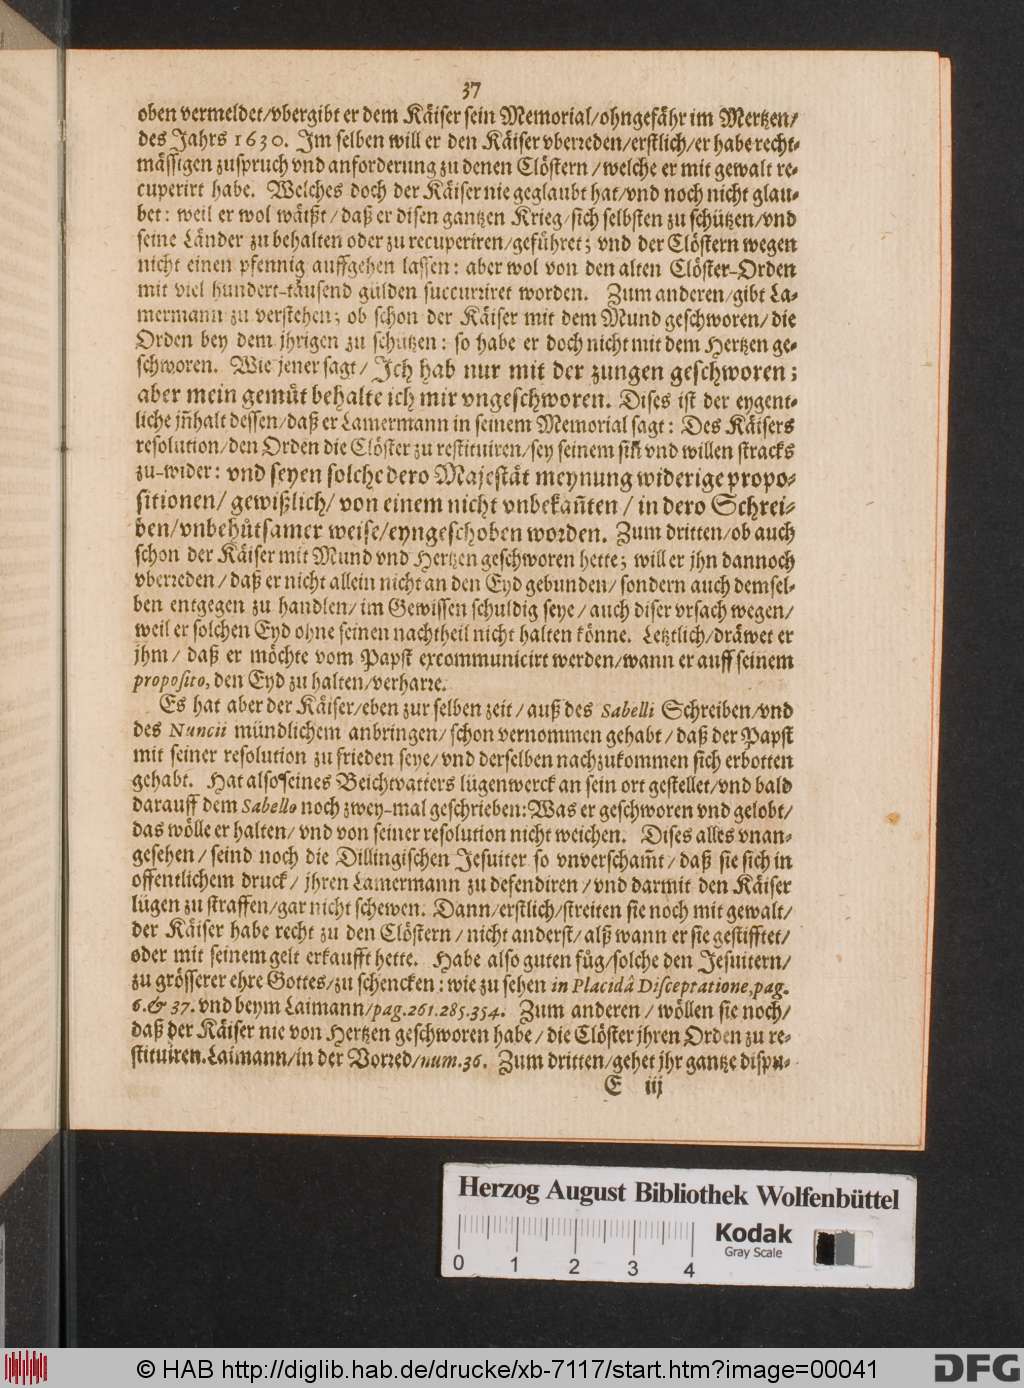 37
oben vermeldet/vbergibt er dem Käiser sein Memorial/ohngefähr im Mertzen/
des Jahrs 1630. Im selben will er den Käiser vberreden/erstlich/er habe recht-
mässigen zuspruch vnd anforderung zu denen Clöstern/welche er mit gewalt re-
cuperirt habe. Welches doch der Käiser nie geglaubt hat/vnd noch nicht glau-
bet: weil er wol wäißt/daß er disen gantzen Krieg/sich selbsten zu schützen/vnd
seine Länder zu behalten oder zu recuperiren/geführet; vnd der Clöstern wegen
nicht einen pfennig auffgehen lassen: aber wol von den alten Clöster-Orden
mit viel hundert-täusend gülden succurriret worden. Zum anderen/gibt La-
mermann zu verstehen; ob schon der Käiser mit dem Mund geschworen/die
Orden bey dem jhrigen zu schützen: so habe er doch nicht mit dem Hertzen ge-
schworen. Wie jener sagt/Ich hab nur mit der zungen geschworen;
aber mein gemüt behalte ich mir vngeschworen. Dises ist der eygent-
liche jnhalt dessen/daß er Lamermann in seinem Memorial sagt: Des Käisers
resolution/den Orden die Clöster zu restituiren/sey seinem siñ vnd willen stracks
zu-wider: vnd seyen solche dero Majestät meynung widerige propo-
sitionen/gewißlich/von einem nicht vnbekañten/in dero Schrei-
ben/vnbehůtsamer weise/eyngeschoben worden. Zum dritten/ob auch
schon der Käiser mit Mund vnd Hertzen geschworen hette; will er jhn dannoch
vberreden/daß er nicht allein nicht an den Eyd gebunden/sondern auch demsel-
ben entgegen zu handlen/im Gewissen schuldig seye/auch diser vrsach wegen/
weil er solchen Eyd ohne seinen nachtheil nicht halten könne. Letztlich/dräwet er
jhm/daß er möchte vom Papst excommunicirt werden/wann er auff seinem
proposito, den Eyd zu halten/verharre.
Es hat aber der Käiser/eben zur selben zeit/auß des Sabelli Schreiben/vnd
des Nuncii mündlichem anbringen/schon vernommen gehabt/daß der Papst
mit seiner resolution zu frieden seye/vnd derselben nachzukommen sich erbotten
gehabt. Hat also seines Beichtvatters lügenwerck an sein ort gestellet/vnd bald
darauff dem Sabello noch zwey-mal geschrieben: Was er geschworen vnd gelobt/
das wölle er halten/vnd von seiner resolution nicht weichen. Dises alles vnan-
gesehen/seind noch die Dillingischen Jesuiter so vnverschamt/daß sie sich in
offentlichem druck/jhren Lamermann zu defendiren/vnd darmit den Käiser
lügen zu straffen/gar nicht schewen. Dann/erstlich/streiten sie noch mit gewalt/
der Käiser habe recht zu den Clöstern/nicht anderst/alß wann er sie gestifftet/
oder mit seinem gelt erkaufft hette. Habe also guten füg/solche den Jesuitern/
zu grösserer ehre Gottes/zu schencken: wie zu sehen in Placidâ Disceptatione, pag.
6. & 37. vnd beym Laimann/pag. 261. 285. 354. Zum anderen/wöllen sie noch/
daß der Käiser nie von Hertzen geschworen habe/die Clöster jhren Orden zu re-
stituiren. Laimann/in der Vorred/num. 36. Zum dritten/gehet jhr gantze dispu-
E iij
Herzog August Bibliothek Wolfenbüttel
Kodak
Gray Scale
0 1 2 3 4
© HAB http://diglib.hab.de/drucke/xb-7117/start.htm?image=00041
DFG